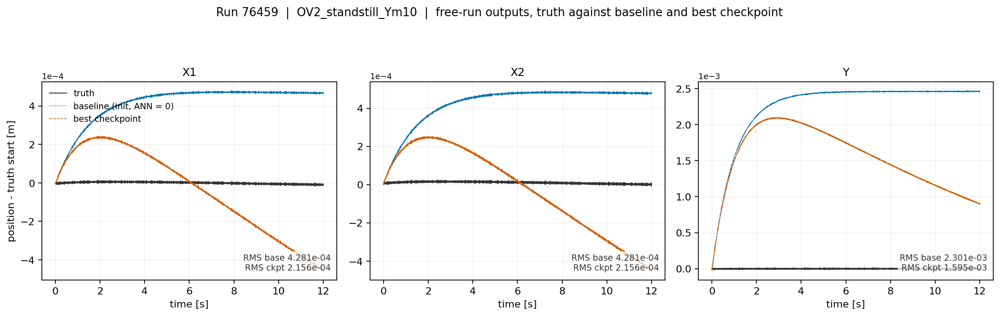 Run 76459  |  OV2_standstill_Ym10  |  free-run outputs, truth against baseline and best checkpoint
X1
1e−4
truth
baseline (init, ANN = 0)
best checkpoint
4
2
0
−2
−4
position - truth start [m]
RMS base 4.281e-04
RMS ckpt 2.156e-04
0 2 4 6 8 10 12
time [s]
X2
1e−4
4
2
0
−2
−4
RMS base 4.281e-04
RMS ckpt 2.156e-04
0 2 4 6 8 10 12
time [s]
Y
1e−3
2.5
2.0
1.5
1.0
0.5
0.0
RMS base 2.301e-03
RMS ckpt 1.595e-03
0 2 4 6 8 10 12
time [s]